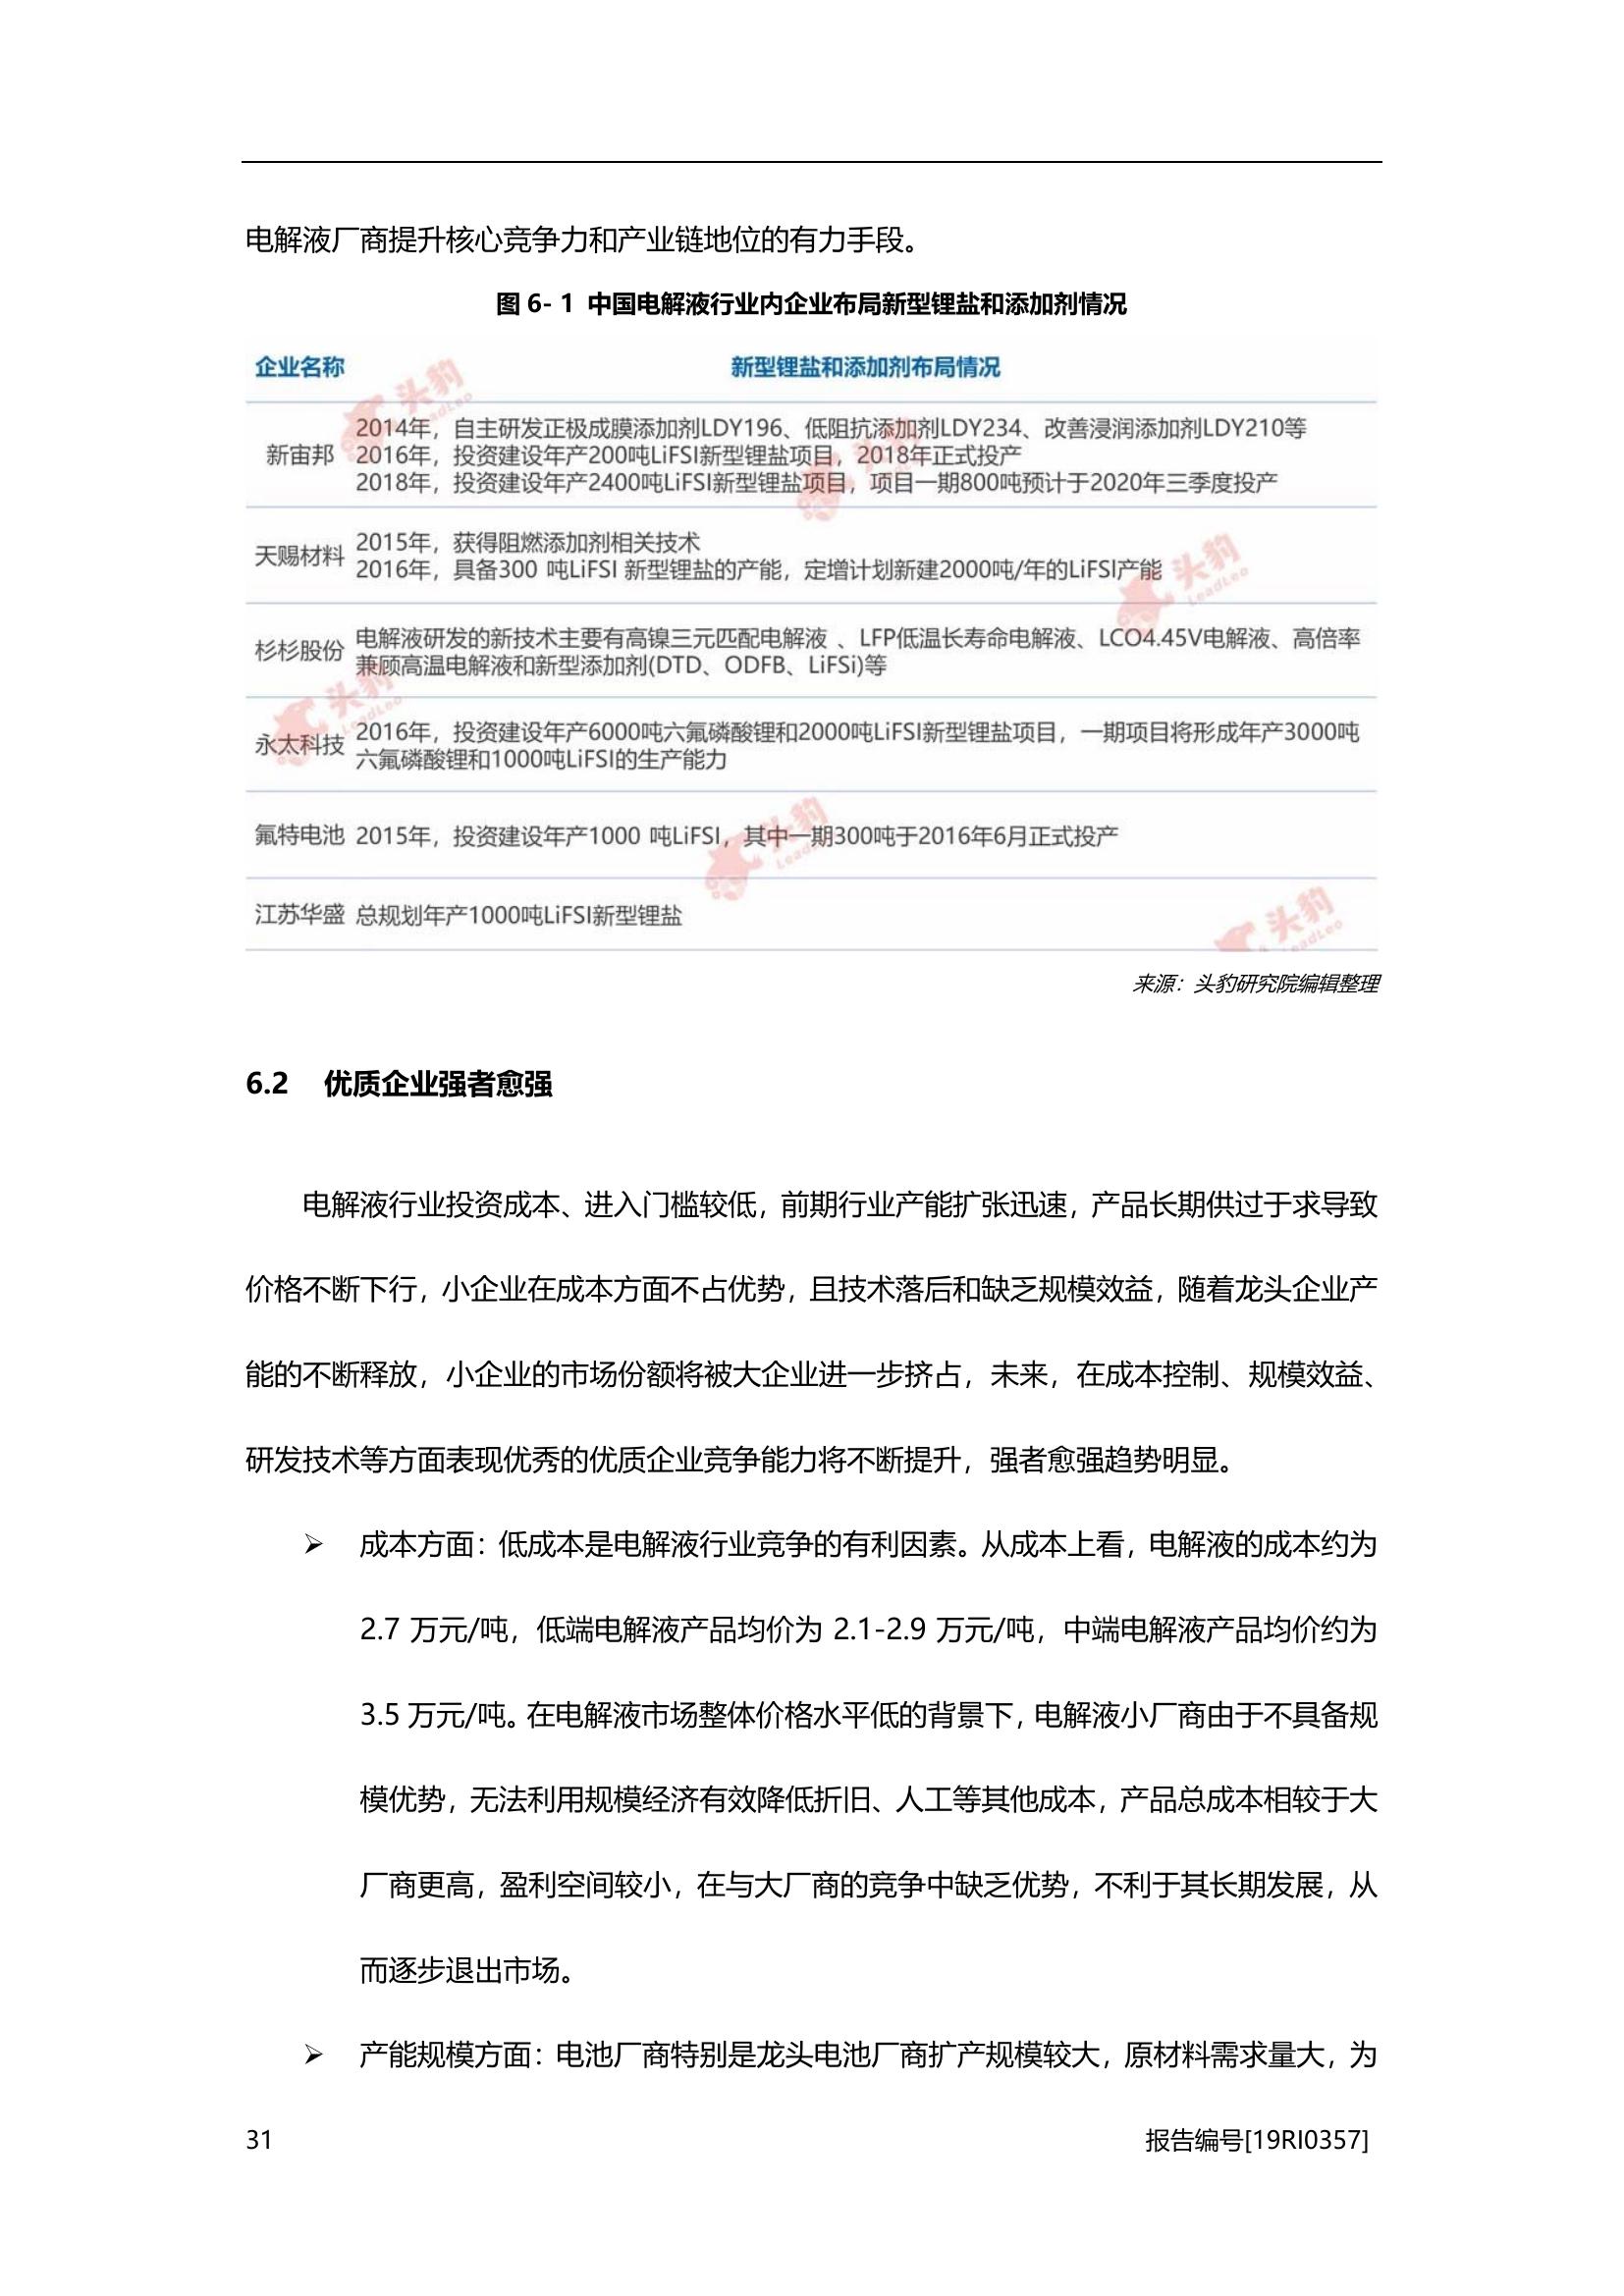 电解液厂商提升核心竞争力和产业链地位的有力手段。
图 6- 1 中国电解液行业内企业布局新型锂盐和添加剂情况
企业名称 新型锂盐和添加剂布局情况
新宙邦
2014年，自主研发正极成膜添加剂LDY196、低阻抗添加剂LDY234、改善浸润添加剂LDY210等
2016年，投资建设年产200吨LiFSI新型锂盐项目，2018年正式投产
2018年，投资建设年产2400吨LiFSI新型锂盐项目，项目一期800吨预计于2020年三季度投产
天赐材料
2015年，获得阻燃添加剂相关技术
2016年，具备300 吨LiFSI 新型锂盐的产能，定增计划新建2000吨/年的LiFSI产能
杉杉股份
电解液研发的新技术主要有高镍三元匹配电解液 、LFP低温长寿命电解液、LCO4.45V电解液、高倍率
兼顾高温电解液和新型添加剂(DTD、ODFB、LiFSi)等
永太科技
2016年，投资建设年产6000吨六氟磷酸锂和2000吨LiFSI新型锂盐项目，一期项目将形成年产3000吨
六氟磷酸锂和1000吨LiFSI的生产能力
氟特电池 2015年，投资建设年产1000 吨LiFSI，其中一期300吨于2016年6月正式投产
江苏华盛 总规划年产1000吨LiFSI新型锂盐
头豹
LeadLeo
来源：头豹研究院编辑整理
6.2 优质企业强者愈强
电解液行业投资成本、进入门槛较低，前期行业产能扩张迅速，产品长期供过于求导致
价格不断下行，小企业在成本方面不占优势，且技术落后和缺乏规模效益，随着龙头企业产
能的不断释放，小企业的市场份额将被大企业进一步挤占，未来，在成本控制、规模效益、
研发技术等方面表现优秀的优质企业竞争能力将不断提升，强者愈强趋势明显。
➢ 成本方面：低成本是电解液行业竞争的有利因素。从成本上看，电解液的成本约为
2.7 万元/吨，低端电解液产品均价为 2.1-2.9 万元/吨，中端电解液产品均价约为
3.5 万元/吨。在电解液市场整体价格水平低的背景下，电解液小厂商由于不具备规
模优势，无法利用规模经济有效降低折旧、人工等其他成本，产品总成本相较于大
厂商更高，盈利空间较小，在与大厂商的竞争中缺乏优势，不利于其长期发展，从
而逐步退出市场。
➢ 产能规模方面：电池厂商特别是龙头电池厂商扩产规模较大，原材料需求量大，为
31 报告编号[19RI0357]